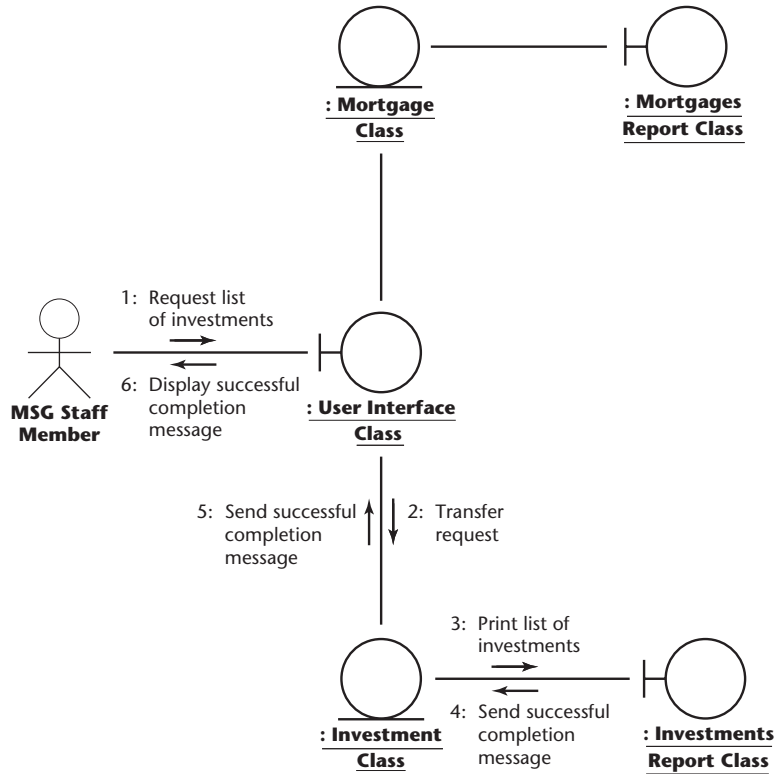 : Mortgage
Class
: Mortgages
Report Class
1: Request list
of investments
6: Display successful
completion
message
MSG Staff
Member
: User Interface
Class
5: Send successful
completion
message
2: Transfer
request
3: Print list of
investments
4: Send successful
completion
message
: Investment
Class
: Investments
Report Class